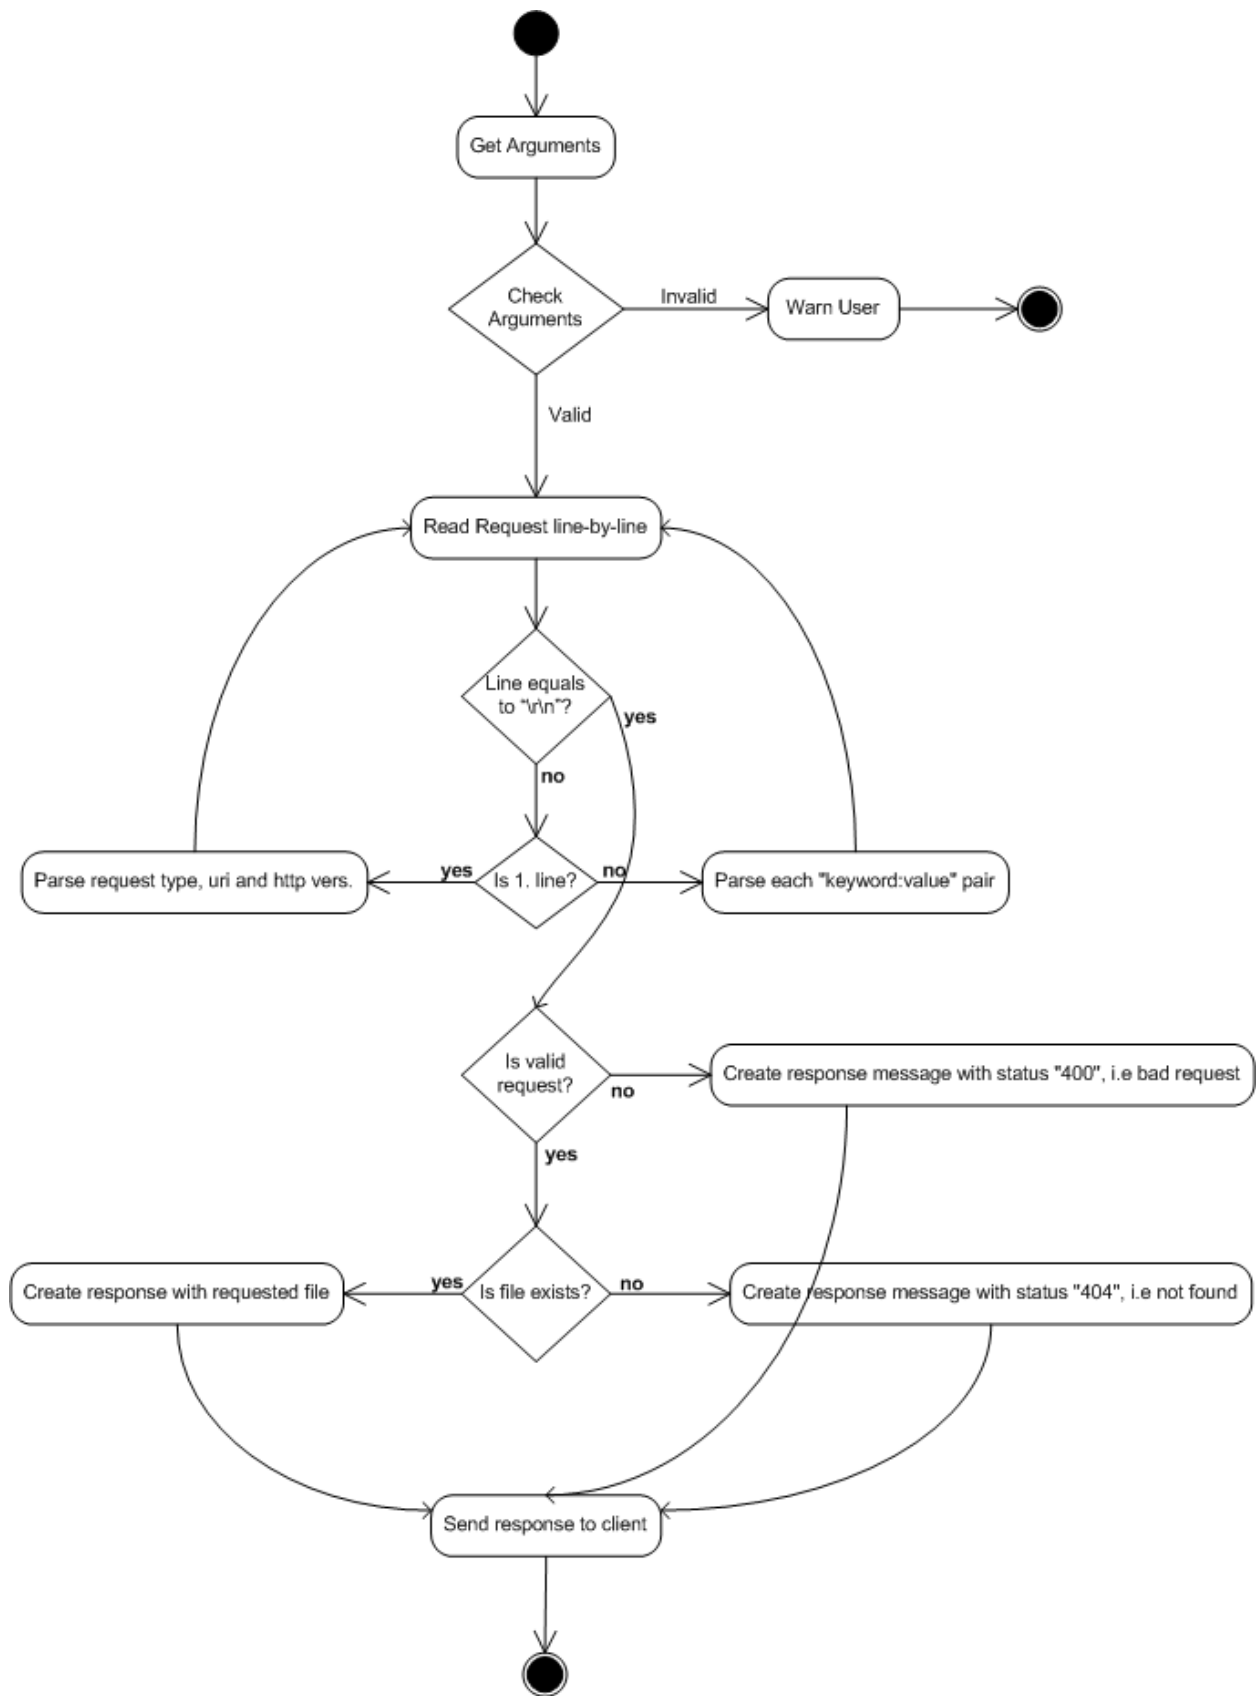 Get Arguments
Check
Arguments
Invalid
Warn User
Valid
Read Request line-by-line
Line equals
to “\r\n”?
yes
no
Parse request type, uri and http vers.
yes
Is 1. line?
no
Parse each "keyword:value" pair
Is valid
request?
no
Create response message with status "400", i.e bad request
yes
Create response with requested file
yes
Is file exists?
no
Create response message with status "404", i.e not found
Send response to client